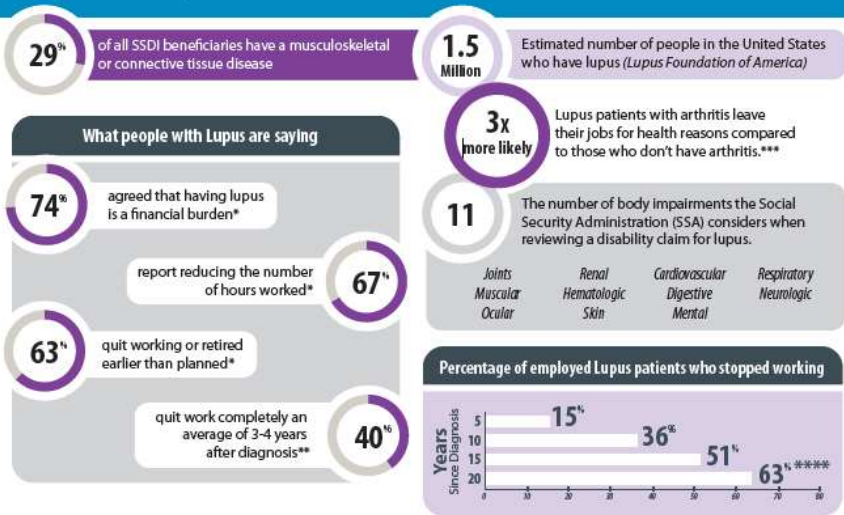 29%
of all SSDI beneficiaries have a musculoskeletal
or connective tissue disease
1.5
Million
Estimated number of people in the United States
who have lupus (Lupus Foundation of America)
3x
more likely
Lupus patients with arthritis leave
their jobs for health reasons compared
to those who don't have arthritis.***
What people with Lupus are saying
74%
agreed that having lupus
is a financial burden*
report reducing the number
of hours worked*
67%
63%
quit working or retired
earlier than planned*
quit work completely an
average of 3-4 years
after diagnosis**
40%
11
The number of body impairments the Social
Security Administration (SSA) considers when
reviewing a disability claim for lupus.
Joints Renal Cardiovascular Respiratory
Muscular Hematologic Digestive Neurologic
Ocular Skin Mental
Percentage of employed Lupus patients who stopped working
Years
Since Diagnosis
5 15%
10 36%
15 51%
20 63%****
0 10 20 30 40 50 60 70 80